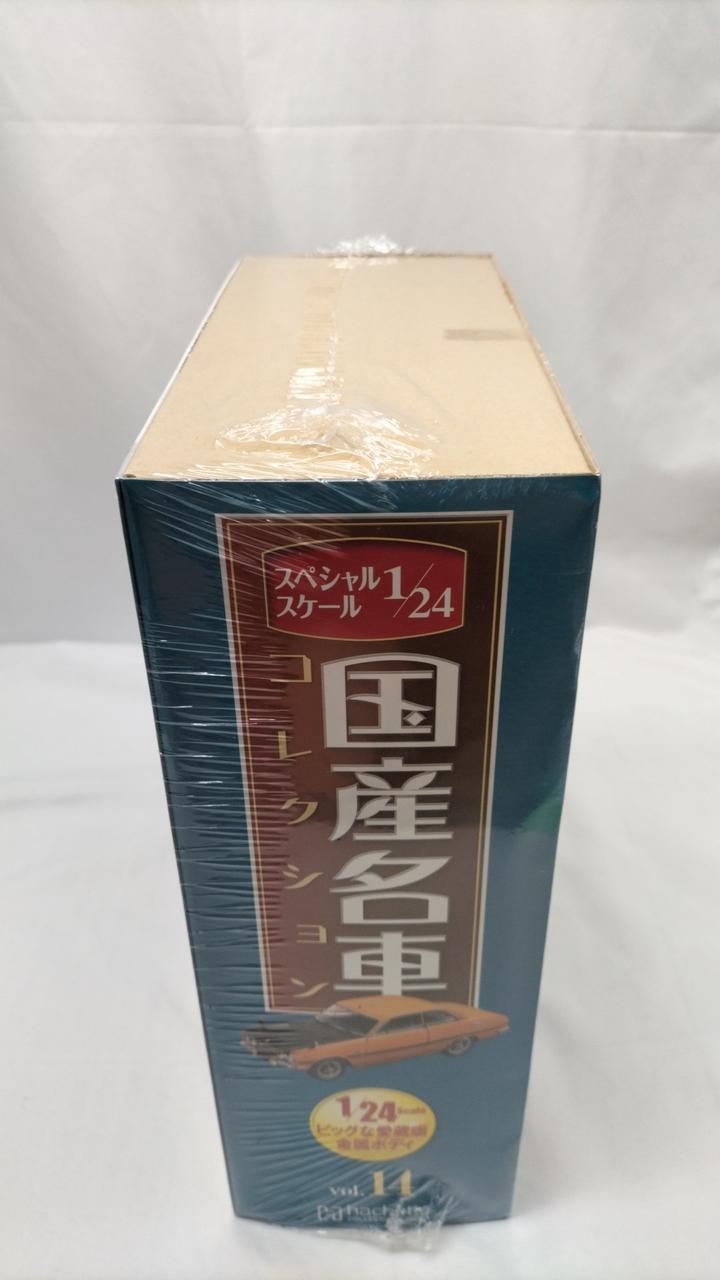 スペシャル
スケール
1/24
国産名車
コレクション
1/24 Scale
ビッグな愛蔵版
金属ボディ
vol. 14
hachette